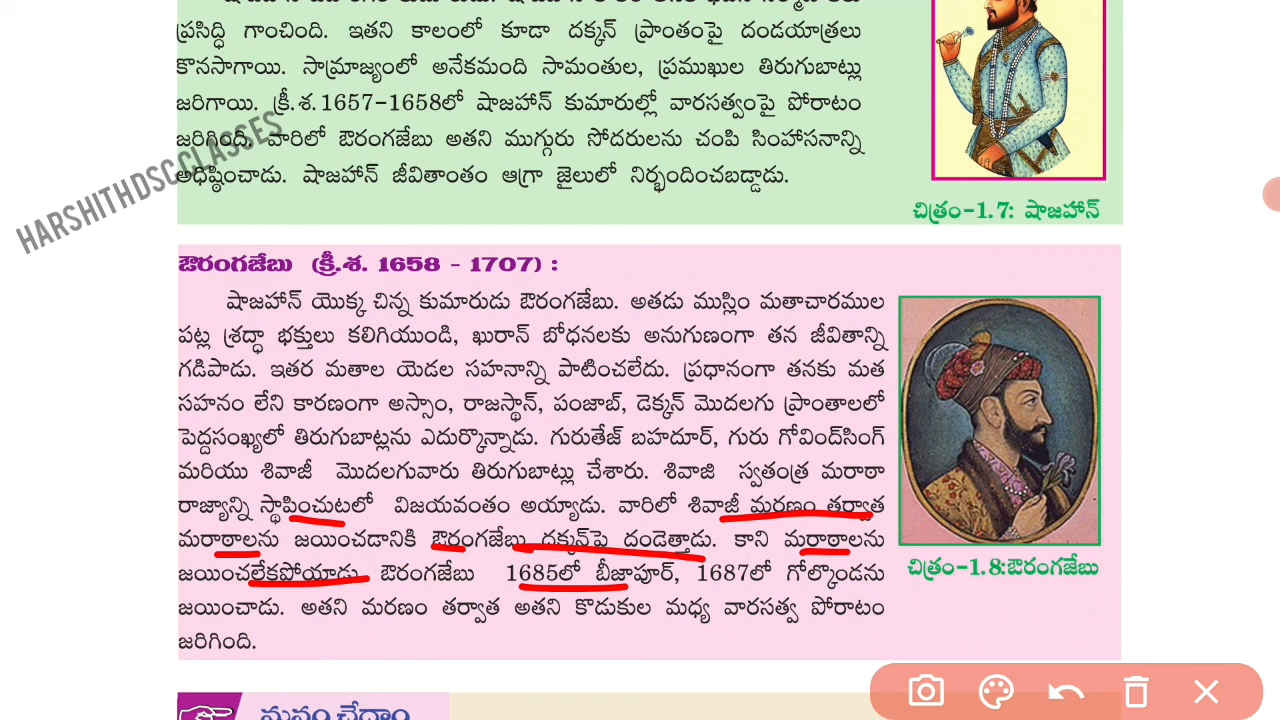 ప్రసిద్ధి గాంచింది. ఇతని కాలంలో కూడా దక్కన్ ప్రాంతంపై దండయాత్రలు
కొనసాగాయి. సామ్రాజ్యంలో అనేకమంది సామంతుల, ప్రముఖుల తిరుగుబాట్లు
జరిగాయి. క్రీ.శ.1657-1658లో షాజహాన్ కుమారుల్లో వారసత్వంపై పోరాటం
జరిగింది. వారిలో ఔరంగజేబు అతని ముగ్గురు సోదరులను చంపి సింహాసనాన్ని
అధిష్ఠించాడు. షాజహాన్ జీవితాంతం ఆగ్రా జైలులో నిర్భందించబడ్డాడు.
HARSHITH DSC CLASSES
చిత్రం-1.7: షాజహాన్
ఔరంగజేబు (క్రీ.శ. 1658 - 1707) :
షాజహాన్ యొక్క చిన్న కుమారుడు ఔరంగజేబు. అతడు ముస్లిం మతాచారముల
పట్ల శ్రద్ధా భక్తులు కలిగియుండి, ఖురాన్ బోధనలకు అనుగుణంగా తన జీవితాన్ని
గడిపాడు. ఇతర మతాల యెడల సహనాన్ని పాటించలేదు. ప్రధానంగా తనకు మత
సహనం లేని కారణంగా అస్సాం, రాజస్థాన్, పంజాబ్, డెక్కన్ మొదలగు ప్రాంతాలలో
పెద్దసంఖ్యలో తిరుగుబాట్లను ఎదుర్కొన్నాడు. గురుతేజ్ బహదూర్, గురు గోవింద్‌సింగ్
మరియు శివాజీ మొదలగువారు తిరుగుబాట్లు చేశారు. శివాజి స్వతంత్ర మరాఠా
రాజ్యాన్ని స్థాపించుటలో విజయవంతం అయ్యాడు. వారిలో శివాజీ మరణం తర్వాత
మరాఠాలను జయించడానికి ఔరంగజేబు దక్కన్‌పై దండెత్తాడు. కాని మరాఠాలను
జయించలేకపోయాడు. ఔరంగజేబు 1685లో బీజాపూర్, 1687లో గోల్కొండను
జయించాడు. అతని మరణం తర్వాత అతని కొడుకుల మధ్య వారసత్వ పోరాటం
జరిగింది.
చిత్రం-1.8:ఔరంగజేబు